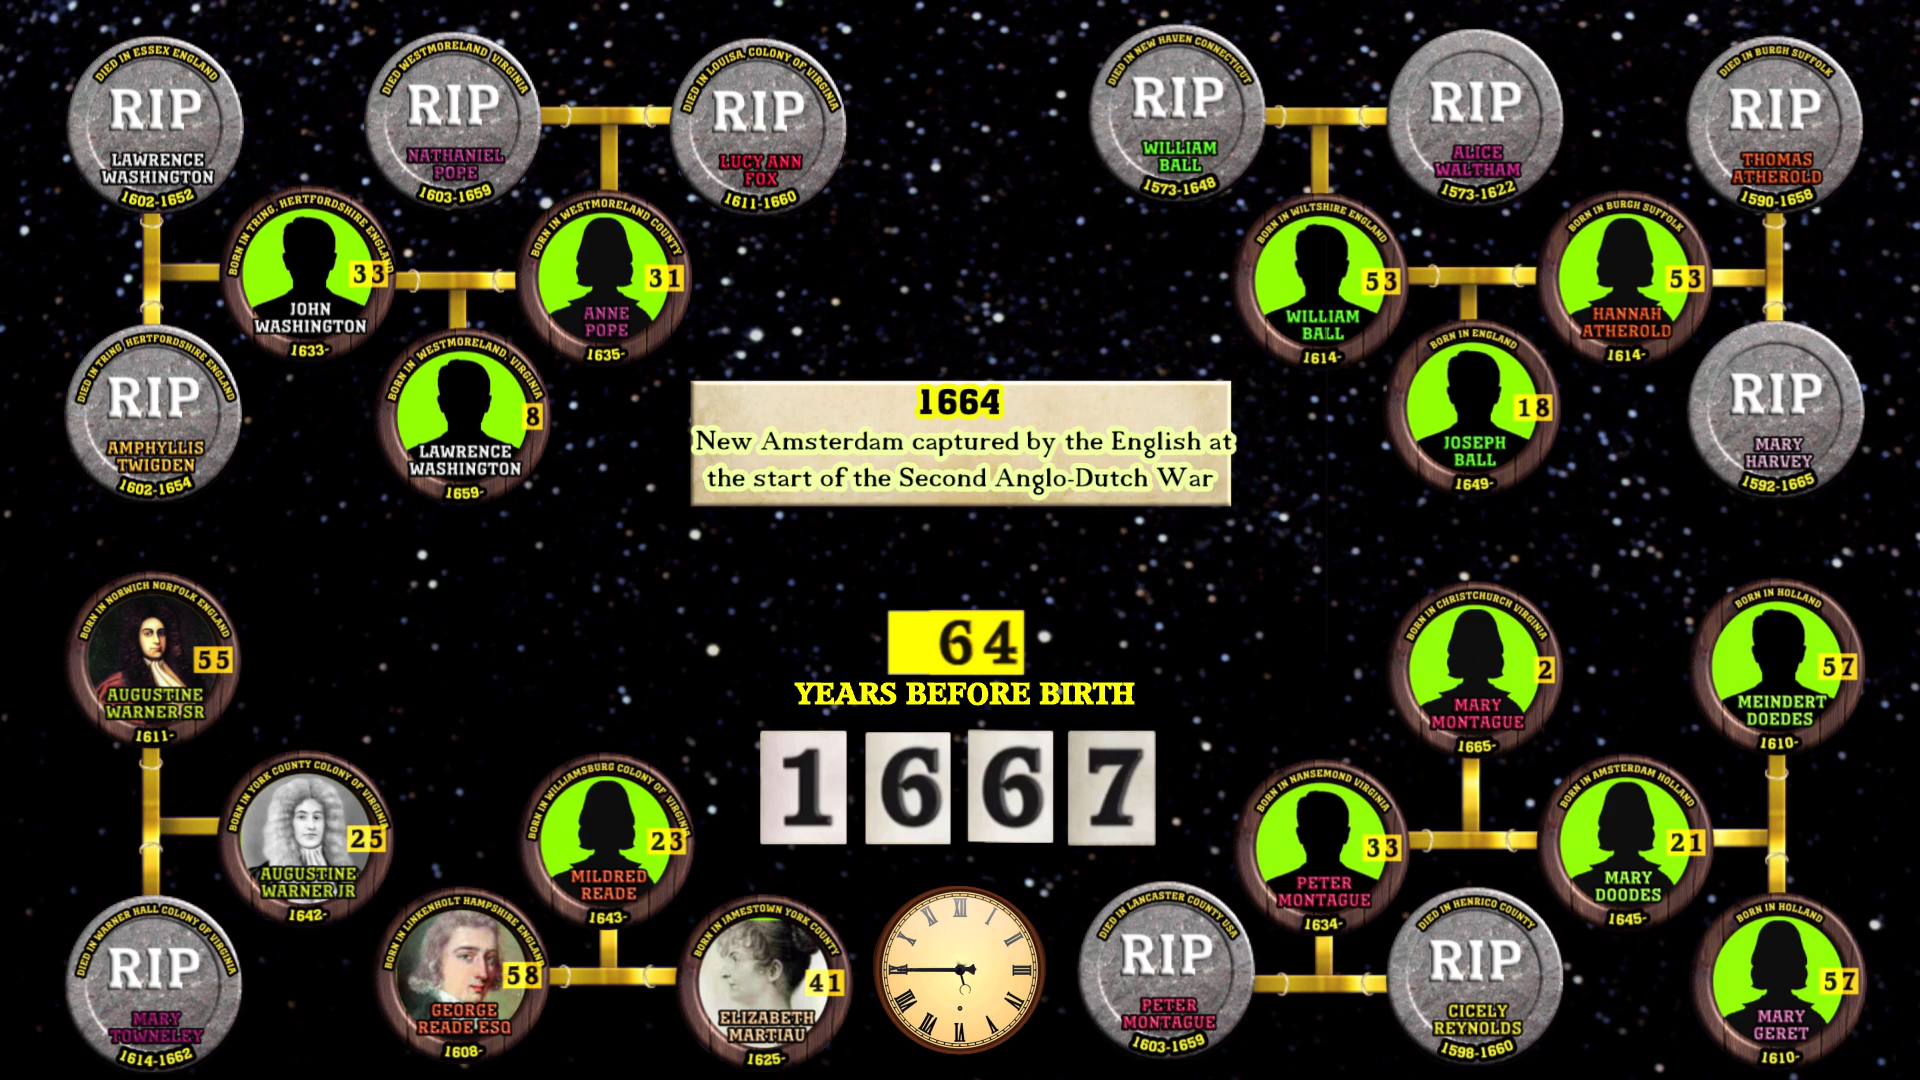 DIED IN ESSEX ENGLAND
RIP
LAWRENCE
WASHINGTON
1602-1652
DIED WESTMORELAND, VIRGINIA
RIP
NATHANIEL
POPE
1603-1659
DIED IN LOUISA, COLONY OF VIRGINIA
RIP
LUCY ANN
FOX
1611-1660
DIED IN NEW HAVEN CONNECTICUT
RIP
WILLIAM
BALL
1573-1648
RIP
ALICE
WALTHAM
1573-1622
DIED IN BURGH SUFFOLK
RIP
THOMAS
ATHEROLD
1590-1658
BORN IN TRING, HERTFORDSHIRE ENGLAND
33
JOHN
WASHINGTON
1633-
BORN IN WESTMORELAND COUNTY
31
ANNE
POPE
1635-
BORN IN WILTSHIRE ENGLAND
53
WILLIAM
BALL
1614-
BORN IN BURGH SUFFOLK
53
HANNAH
ATHEROLD
1614-
DIED IN TRING HERTFORDSHIRE ENGLAND
RIP
AMPHYLLIS
TWIGDEN
1602-1654
BORN IN WESTMORELAND, VIRGINIA
8
LAWRENCE
WASHINGTON
1659-
1664
New Amsterdam captured by the English at
the start of the Second Anglo-Dutch War
BORN IN ENGLAND
18
JOSEPH
BALL
1649-
RIP
MARY
HARVEY
1592-1665
BORN IN NORWICH NORFOLK ENGLAND
55
AUGUSTINE
WARNER SR
1611-
64
YEARS BEFORE BIRTH
1667
BORN IN CHRISTCHURCH VIRGINIA
2
MARY
MONTAGUE
1665-
BORN IN HOLLAND
57
MEINDERT
DOEDES
1610-
BORN IN YORK COUNTY COLONY OF VIRGINIA
25
AUGUSTINE
WARNER JR
1642-
BORN IN WILLIAMSBURG COLONY OF VIRGINIA
23
MILDRED
READE
1643-
BORN IN NANSEMOND VIRGINIA
33
PETER
MONTAGUE
1634-
BORN IN AMSTERDAM HOLLAND
21
MARY
DOODES
1645-
DIED IN WARNER HALL COLONY OF VIRGINIA
RIP
MARY
TOWNELEY
1614-1662
BORN IN LINKENHOLT HAMPSHIRE ENGLAND
58
GEORGE
READE ESQ
1608-
BORN IN JAMESTOWN YORK COUNTY
41
ELIZABETH
MARTIAU
1625-
XII
I
II
III
IIII
V
VI
VII
VIII
X
XI
DIED IN LANCASTER COUNTY USA
RIP
PETER
MONTAGUE
1603-1659
DIED IN HENRICO COUNTY
RIP
CICELY
REYNOLDS
1598-1660
BORN IN HOLLAND
57
MARY
GERET
1610-